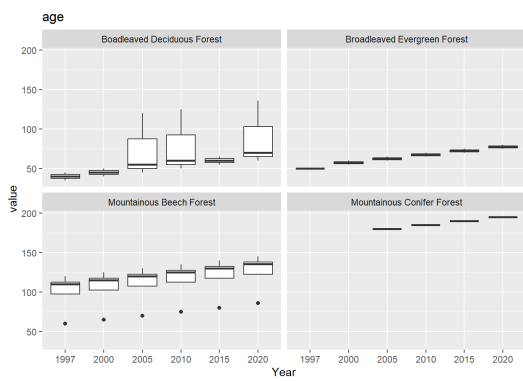 age
Boadleaved Deciduous Forest
Broadleaved Evergreen Forest
200
150
100
50
Mountainous Beech Forest
Mountainous Conifer Forest
200
150
100
50
value
1997 2000 2005 2010 2015 2020
1997 2000 2005 2010 2015 2020
Year